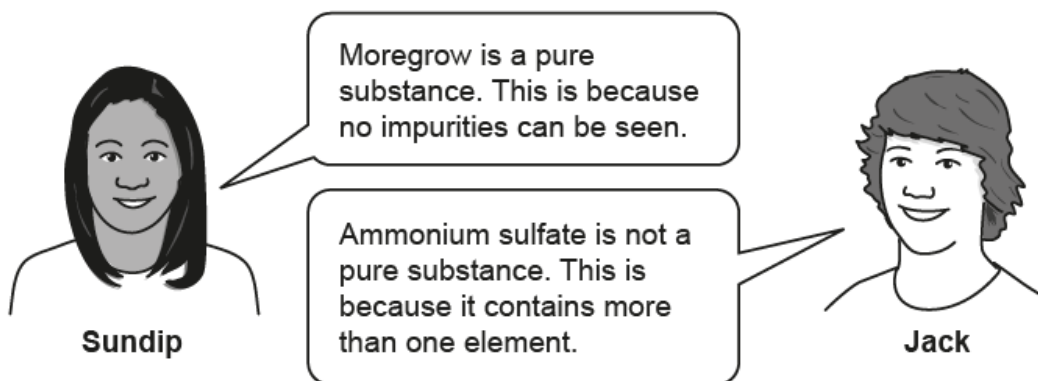 Moregrow is a pure
substance. This is because
no impurities can be seen.
Ammonium sulfate is not a
pure substance. This is
because it contains more
than one element.
Sundip
Jack